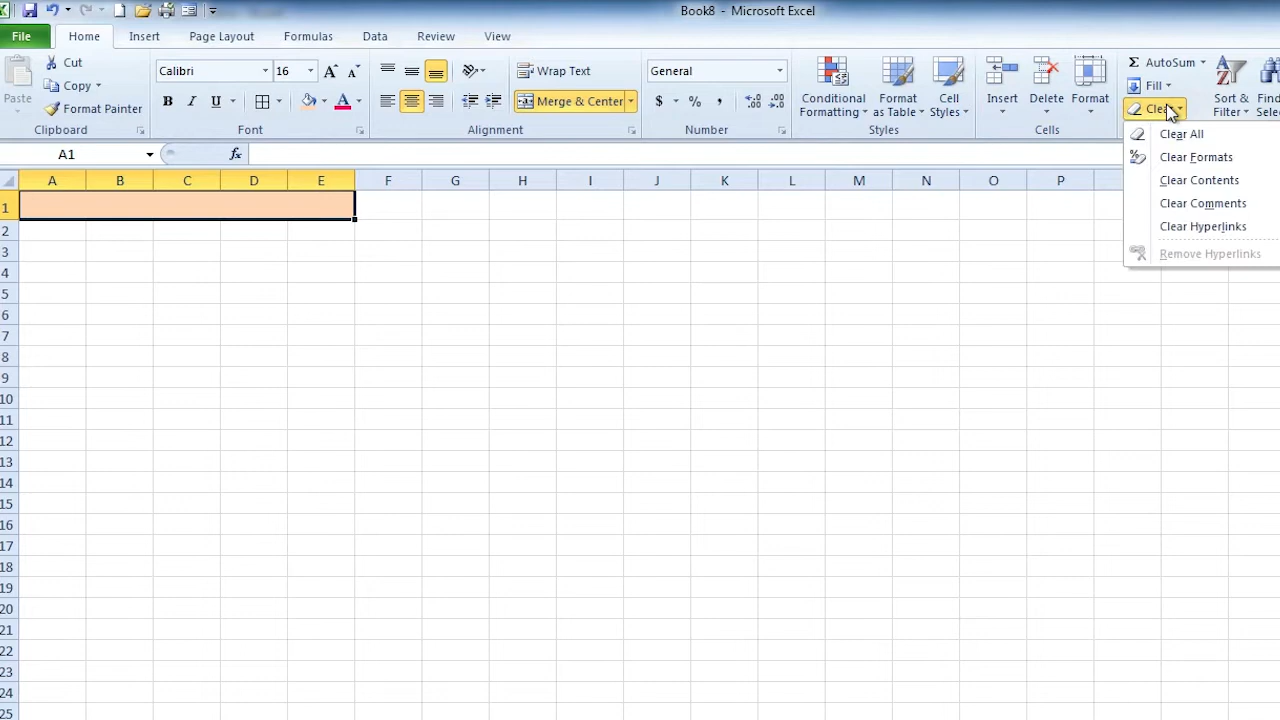 Book8 - Microsoft Excel
File Home Insert Page Layout Formulas Data Review View
Paste
Cut
Copy
Format Painter
Clipboard
Calibri 16
B I U
A A A
Font
Wrap Text
Merge & Center
Alignment
General
$ % ,
.0 .00 .00 .0
Number
Conditional Formatting
Format as Table
Cell Styles
Styles
Insert Delete Format
Cells
Σ AutoSum
Fill
Sort & Filter
Clear All
Clear Formats
Clear Contents
Clear Comments
Clear Hyperlinks
Remove Hyperlinks
A1 fx
A B C D E F G H I J K L M N O P
1
2
3
4
5
6
7
8
9
10
11
12
13
14
15
16
17
18
19
20
21
22
23
24
25